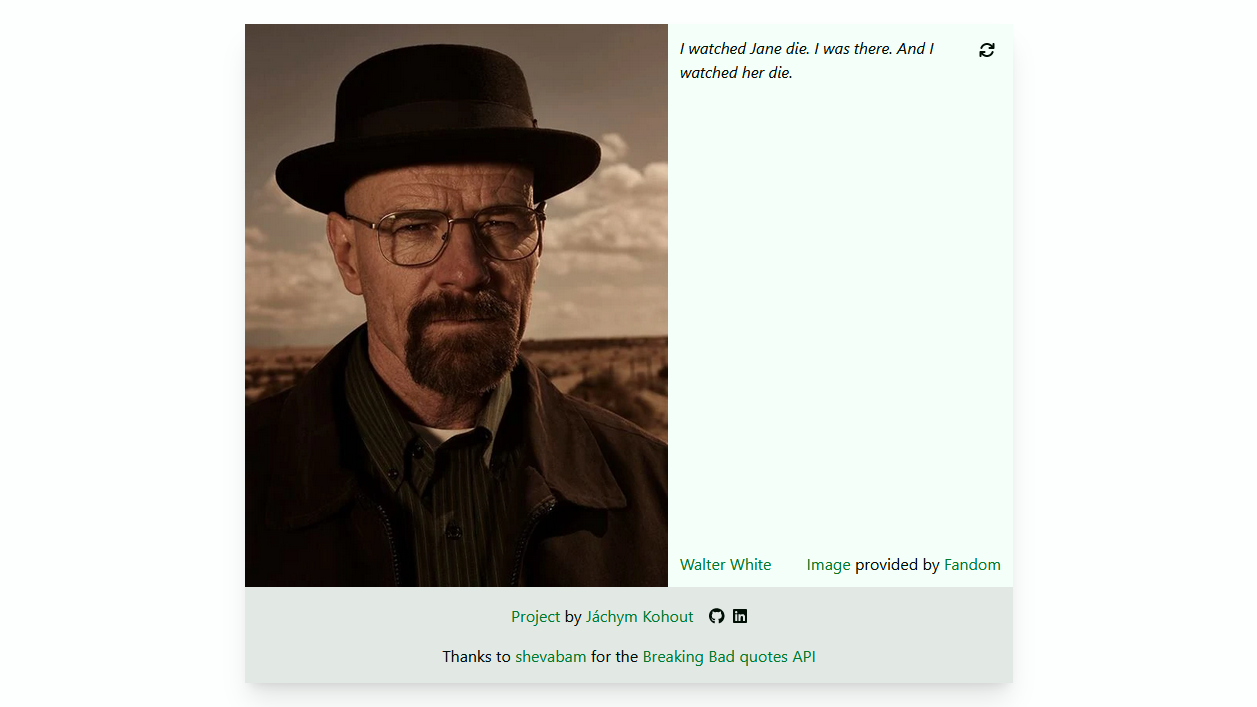 I watched Jane die. I was there. And I
watched her die.
Walter White Image provided by Fandom
Project by Jáchym Kohout
Thanks to shevabam for the Breaking Bad quotes API